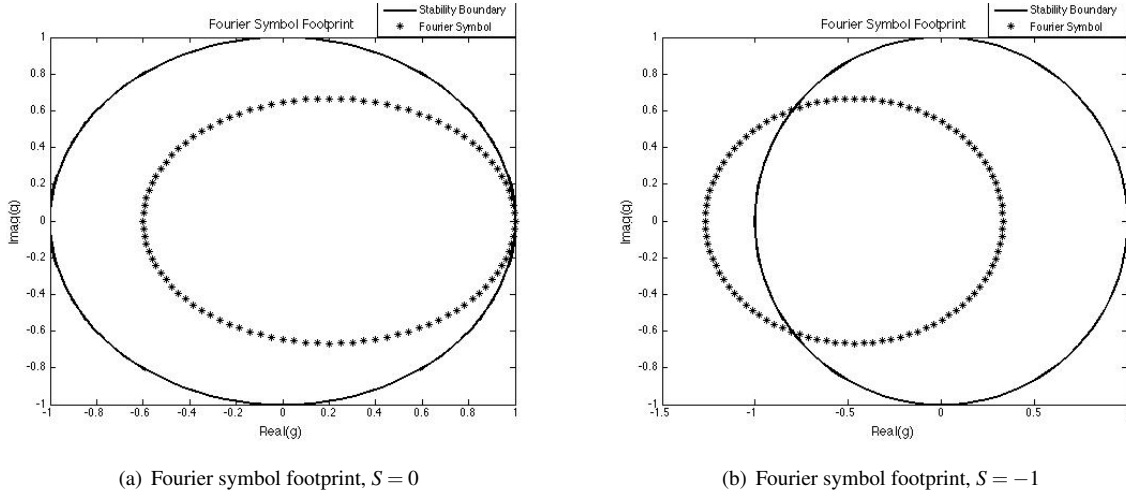 Fourier Symbol Footprint
Stability Boundary
Fourier Symbol
1
0.8
0.6
0.4
0.2
0
-0.2
-0.4
-0.6
-0.8
-1
Imag(g)
-1 -0.8 -0.6 -0.4 -0.2 0 0.2 0.4 0.6 0.8 1
Real(g)
(a) Fourier symbol footprint, S = 0
Fourier Symbol Footprint
Stability Boundary
Fourier Symbol
1
0.8
0.6
0.4
0.2
0
-0.2
-0.4
-0.6
-0.8
-1
Imag(g)
-1.5 -1 -0.5 0 0.5
Real(g)
(b) Fourier symbol footprint, S = −1